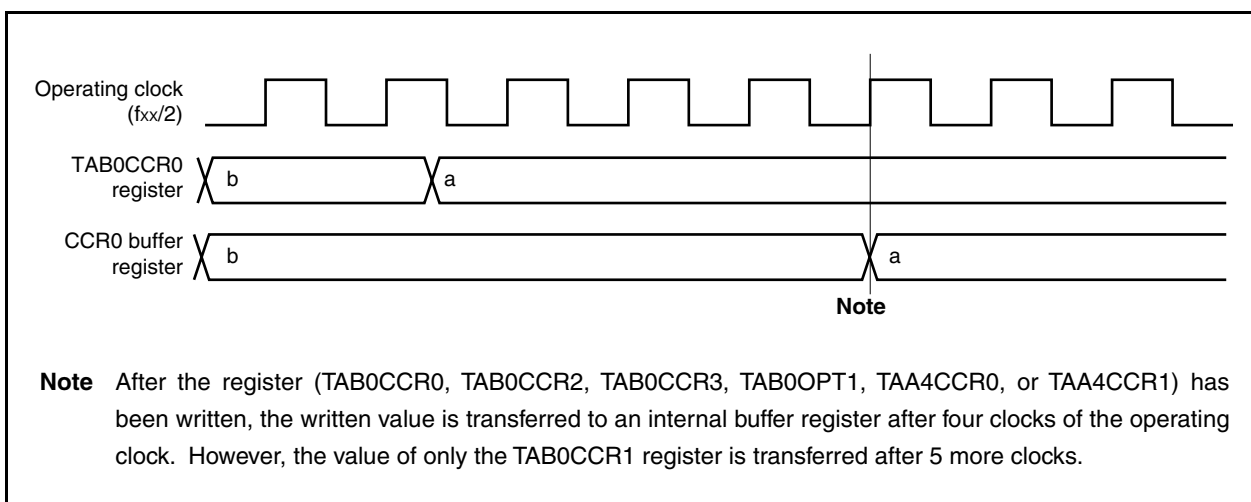 Operating clock
(fxx/2)
TAB0CCR0
register
b
a
CCR0 buffer
register
b
a
Note
Note After the register (TAB0CCR0, TAB0CCR2, TAB0CCR3, TAB0OPT1, TAA4CCR0, or TAA4CCR1) has
been written, the written value is transferred to an internal buffer register after four clocks of the operating
clock. However, the value of only the TAB0CCR1 register is transferred after 5 more clocks.